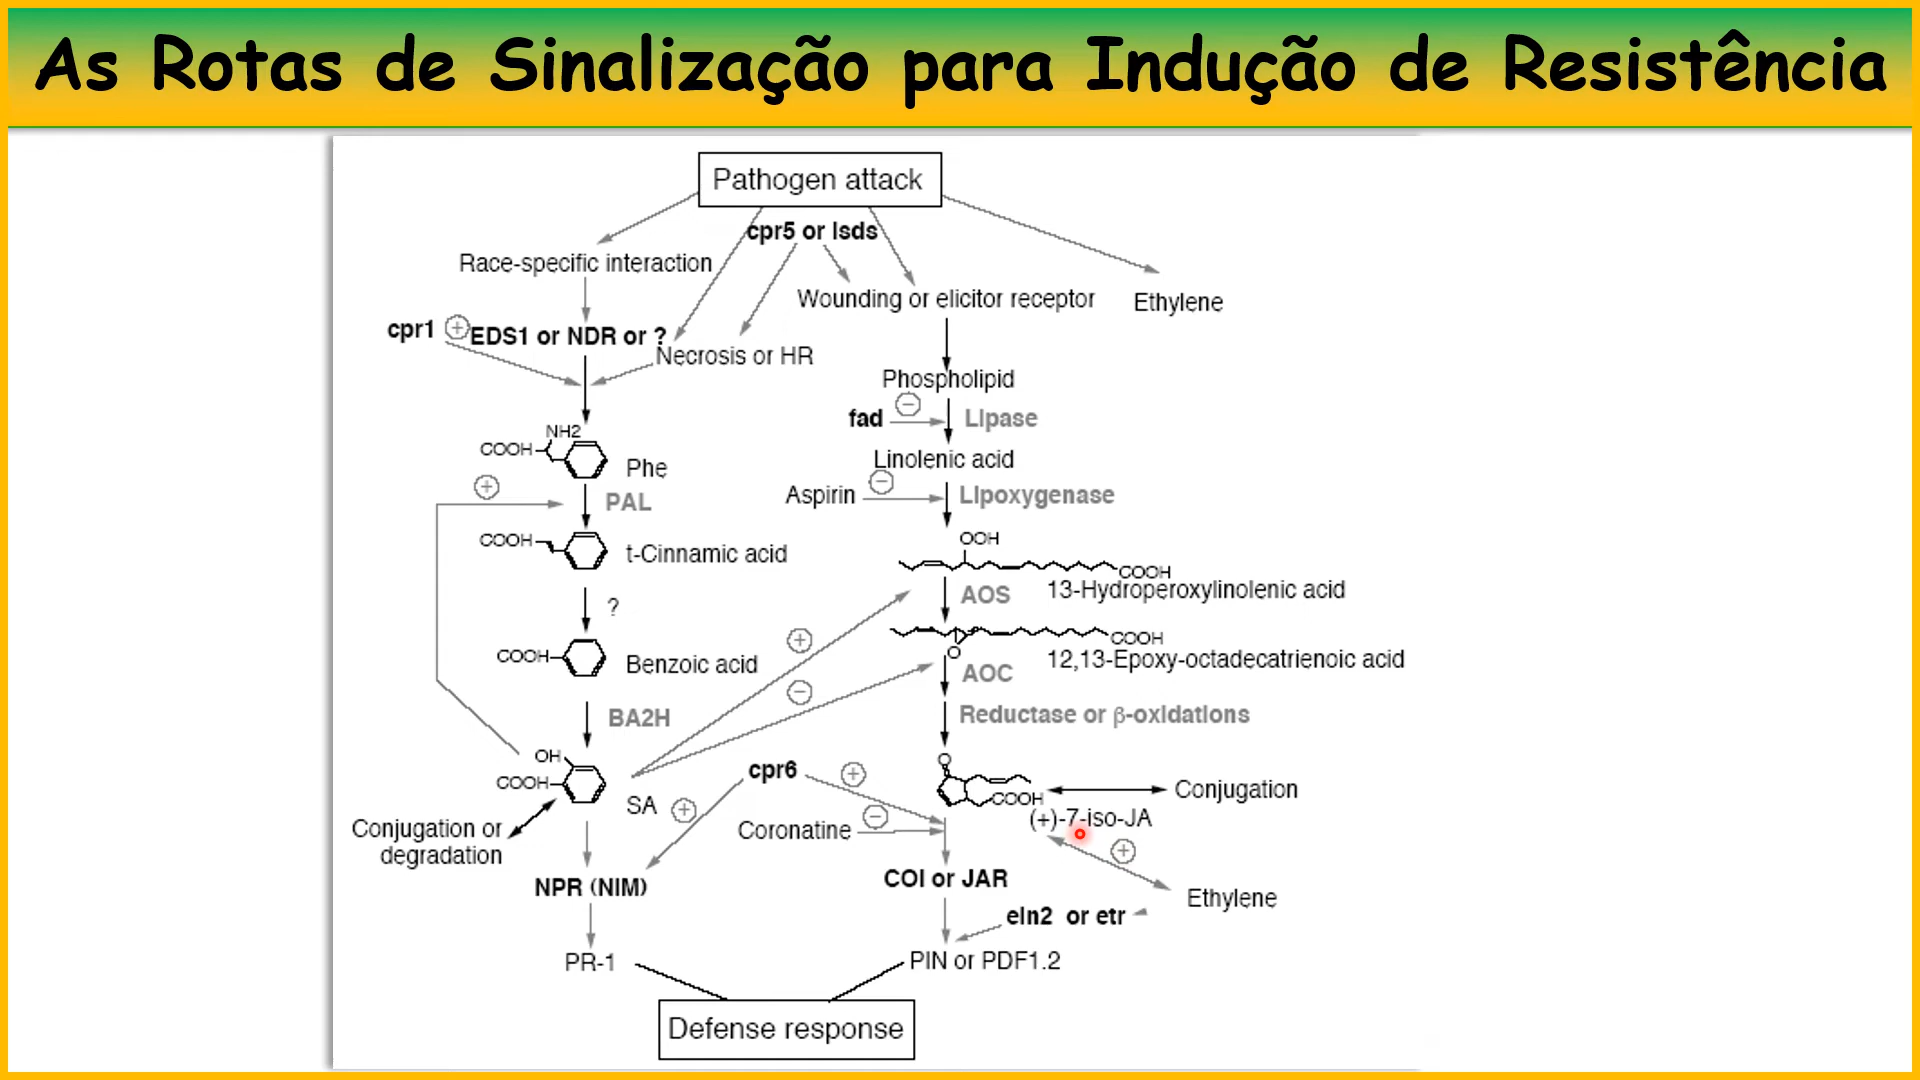 As Rotas de Sinalização para Indução de Resistência
Pathogen attack
cpr5 or lsds
Race-specific interaction
Wounding or elicitor receptor
Ethylene
cpr1
+
EDS1 or NDR or ?
Necrosis or HR
Phospholipid
fad
−
Lipase
NH2
COOH
Phe
Linolenic acid
+
PAL
Aspirin
−
Lipoxygenase
COOH
t-Cinnamic acid
OOH
COOH
13-Hydroperoxylinolenic acid
AOS
?
+
COOH
O
12,13-Epoxy-octadecatrienoic acid
COOH
Benzoic acid
−
AOC
BA2H
Reductase or β-oxidations
OH
COOH
SA
cpr6
+
+
O
COOH
Conjugation
(+)-7-iso-JA
Conjugation or
degradation
Coronatine
−
+
NPR (NIM)
COI or JAR
Ethylene
ein2 or etr
PR-1
PIN or PDF1.2
Defense response